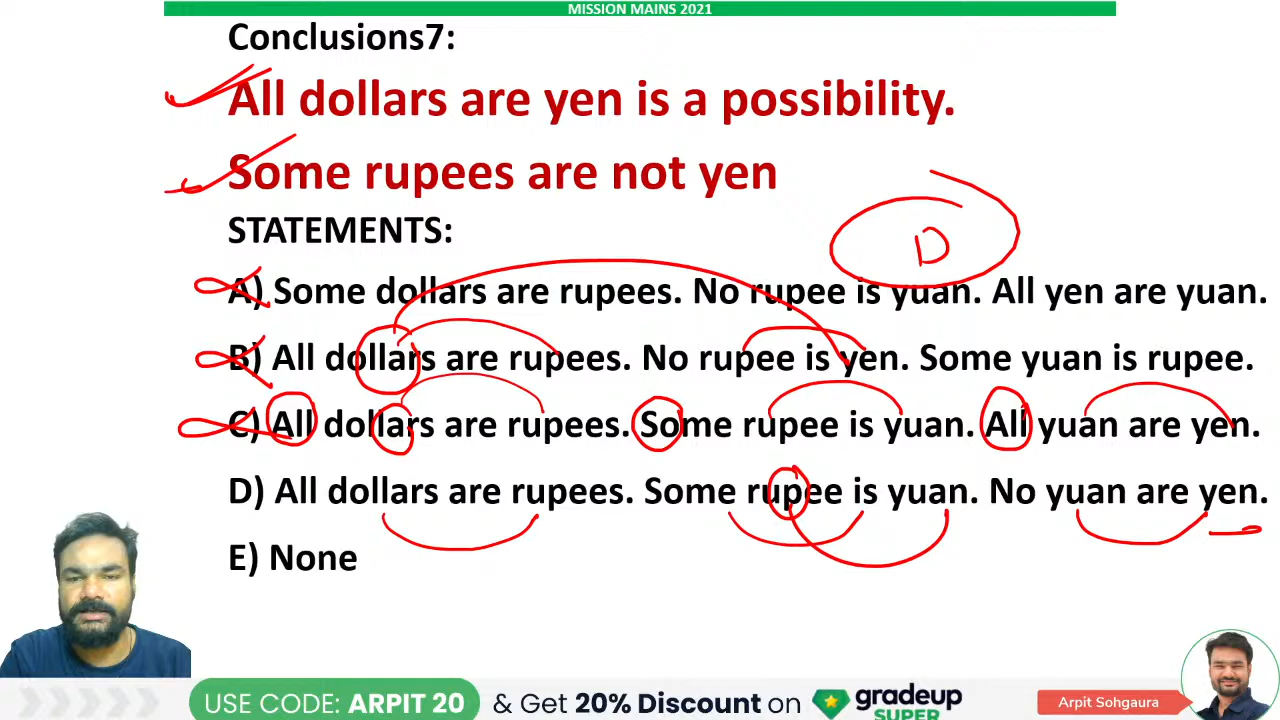 MISSION MAINS 2021
Conclusions7:
All dollars are yen is a possibility.
Some rupees are not yen
STATEMENTS:
D
A) Some dollars are rupees. No rupee is yuan. All yen are yuan.
B) All dollars are rupees. No rupee is yen. Some yuan is rupee.
C) All dollars are rupees. Some rupee is yuan. All yuan are yen.
D) All dollars are rupees. Some rupee is yuan. No yuan are yen.
E) None
USE CODE: ARPIT 20 & Get 20% Discount on gradeup
SUPER
Arpit Sohgaura